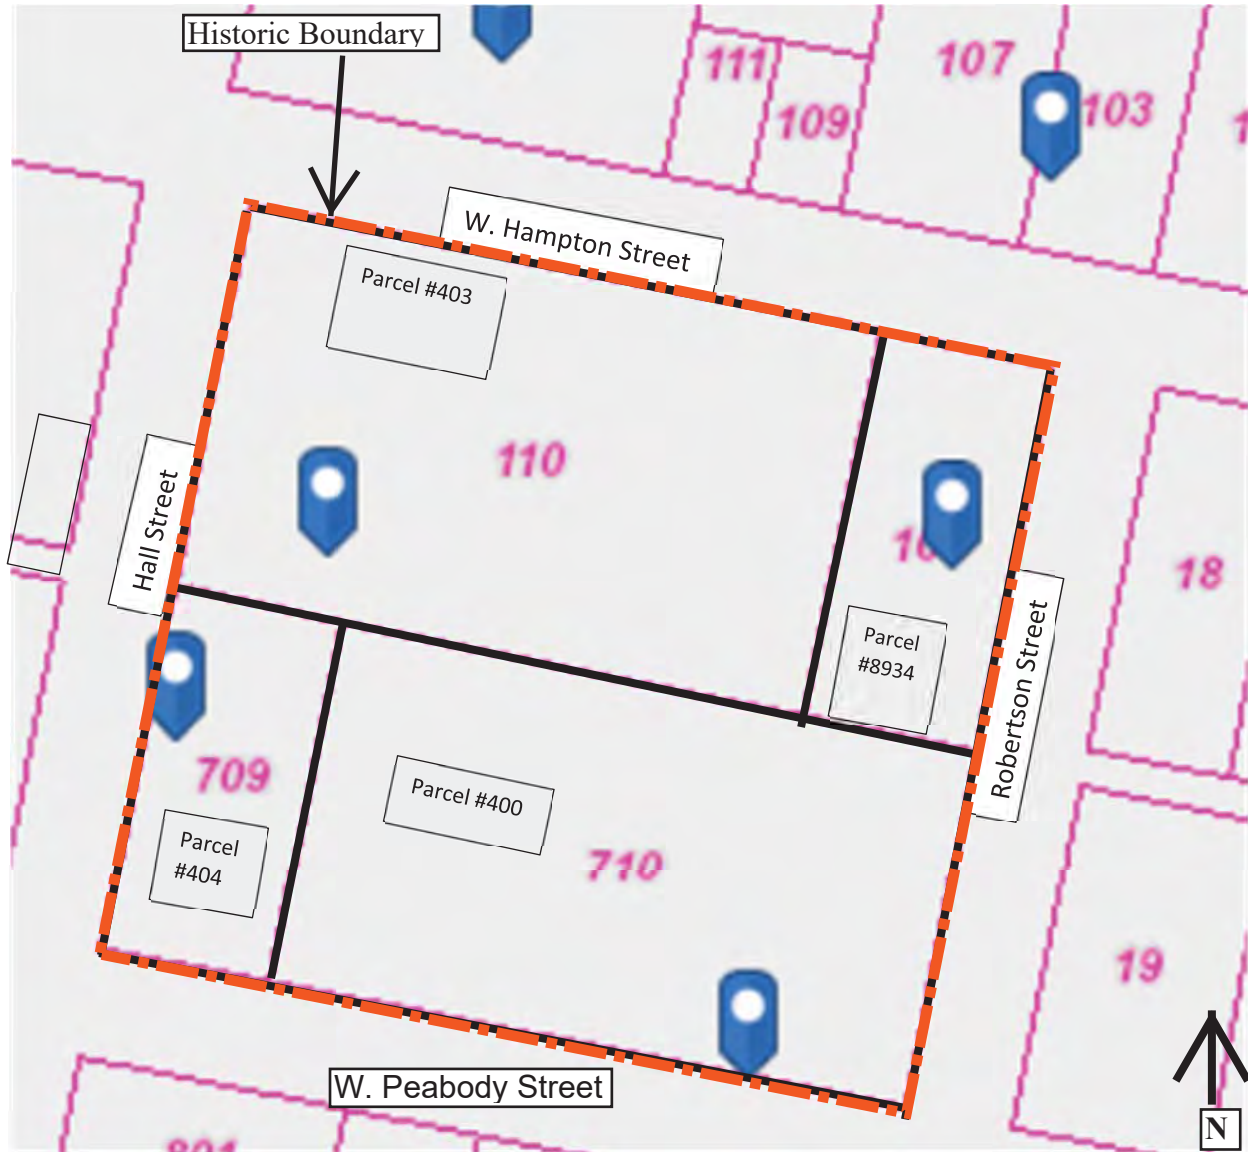 Historic Boundary
111
107
109
103
W. Hampton Street
Parcel #403
110
Hall Street
18
Parcel
#8934
Robertson Street
709
Parcel #400
Parcel
#404
710
19
W. Peabody Street
N